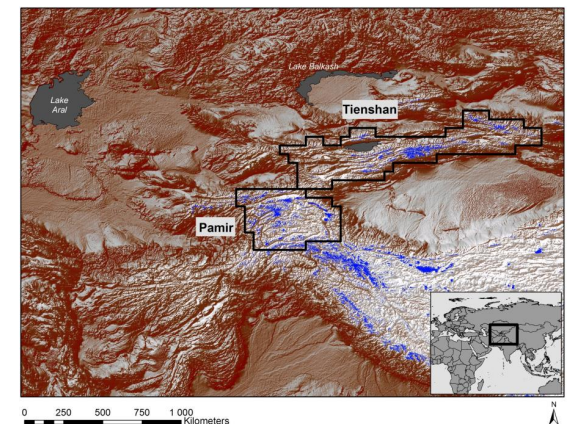 Lake Balkash
Lake
Aral
Tienshan
Pamir
0 250 500 750 1 000
Kilometers
N